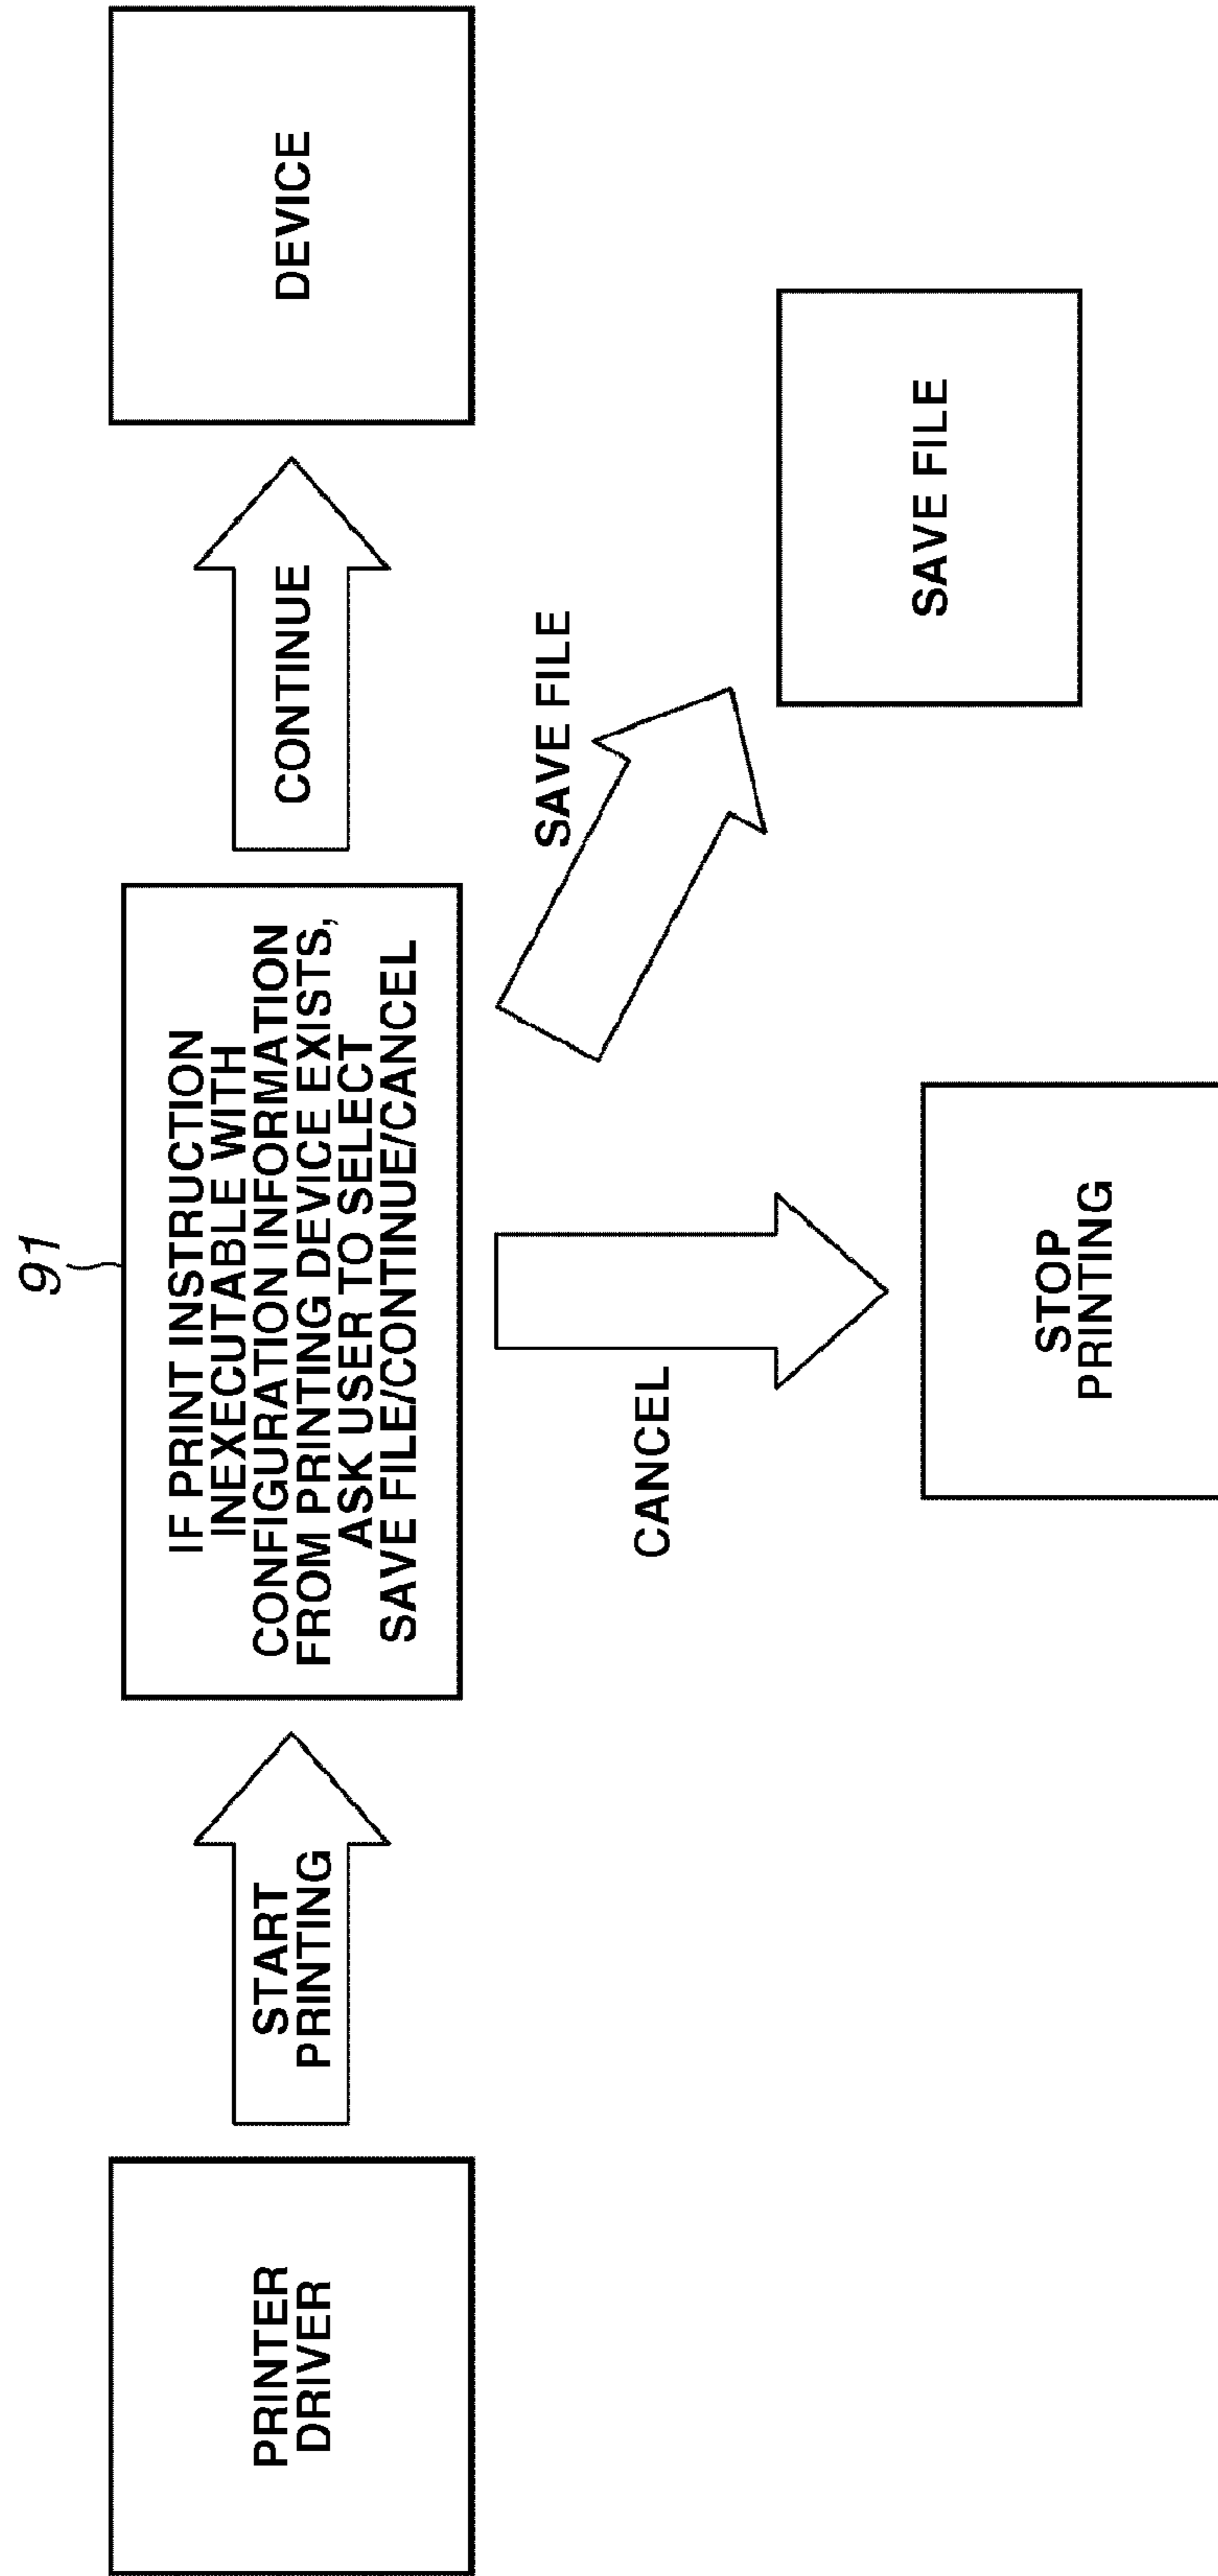 91
PRINTER
DRIVER
START
PRINTING
IF PRINT INSTRUCTION
INEXECUTABLE WITH
CONFIGURATION INFORMATION
FROM PRINTING DEVICE EXISTS,
ASK USER TO SELECT
SAVE FILE/CONTINUE/CANCEL
CONTINUE
DEVICE
CANCEL
SAVE FILE
STOP
PRINTING
SAVE FILE